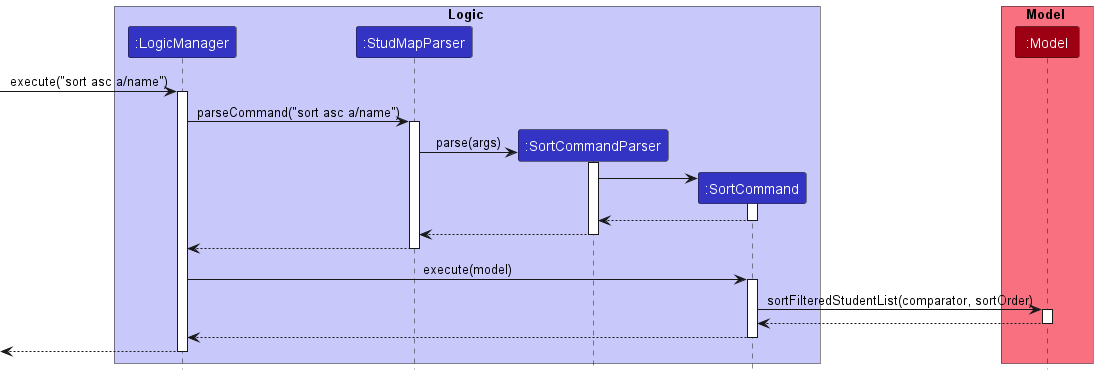 Logic
Model
:LogicManager
:StudMapParser
:Model
execute("sort asc a/name")
parseCommand("sort asc a/name")
parse(args)
:SortCommandParser
:SortCommand
execute(model)
sortFilteredStudentList(comparator, sortOrder)